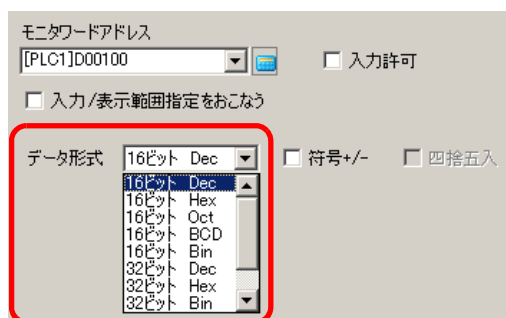 モニタワードアドレス
[PLC1]D00100
入力許可
入力/表示範囲指定をおこなう
データ形式 16ビット Dec 符号+/- 四捨五入
16ビット Dec
16ビット Hex
16ビット Oct
16ビット BCD
16ビット Bin
32ビット Dec
32ビット Hex
32ビット Bin